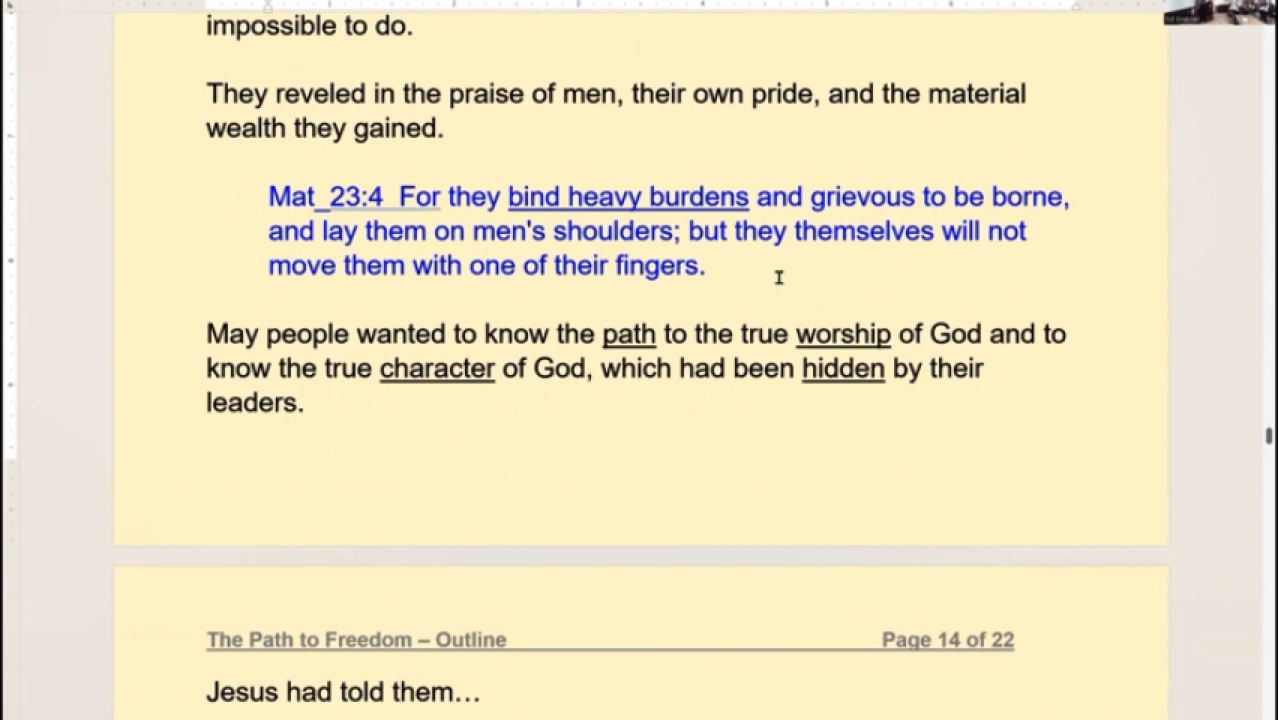 impossible to do.
They reveled in the praise of men, their own pride, and the material
wealth they gained.
Mat_23:4  For they bind heavy burdens and grievous to be borne,
and lay them on men's shoulders; but they themselves will not
move them with one of their fingers.
May people wanted to know the path to the true worship of God and to
know the true character of God, which had been hidden by their
leaders.
The Path to Freedom – Outline Page 14 of 22
Jesus had told them…